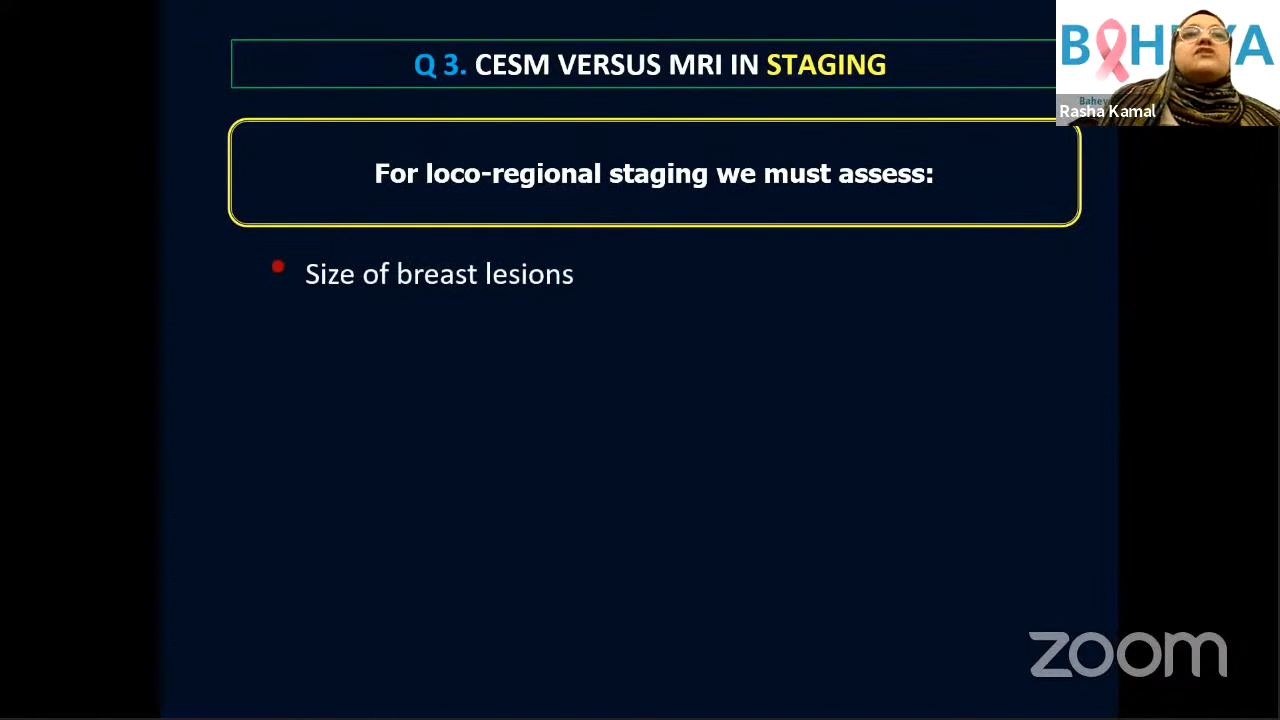 Q 3. CESM VERSUS MRI IN STAGING
For loco-regional staging we must assess:
• Size of breast lesions
Rasha Kamal
zoom